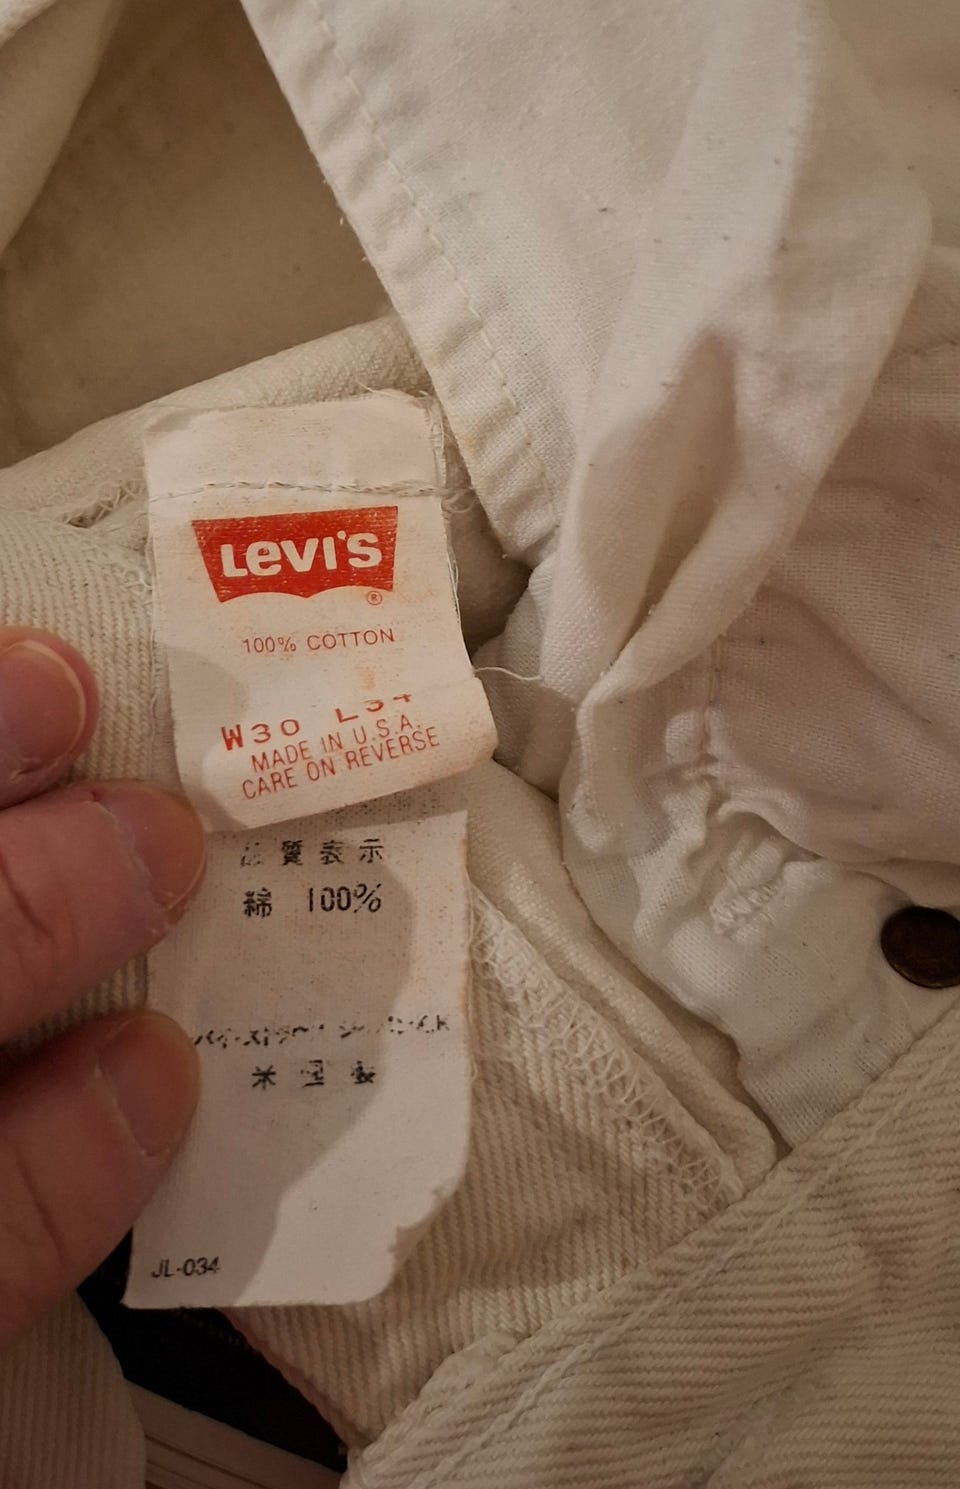 LEVI'S
®
100% COTTON
W30 L34
MADE IN U.S.A.
CARE ON REVERSE
品質表示
綿 100%
米国製
JL-034